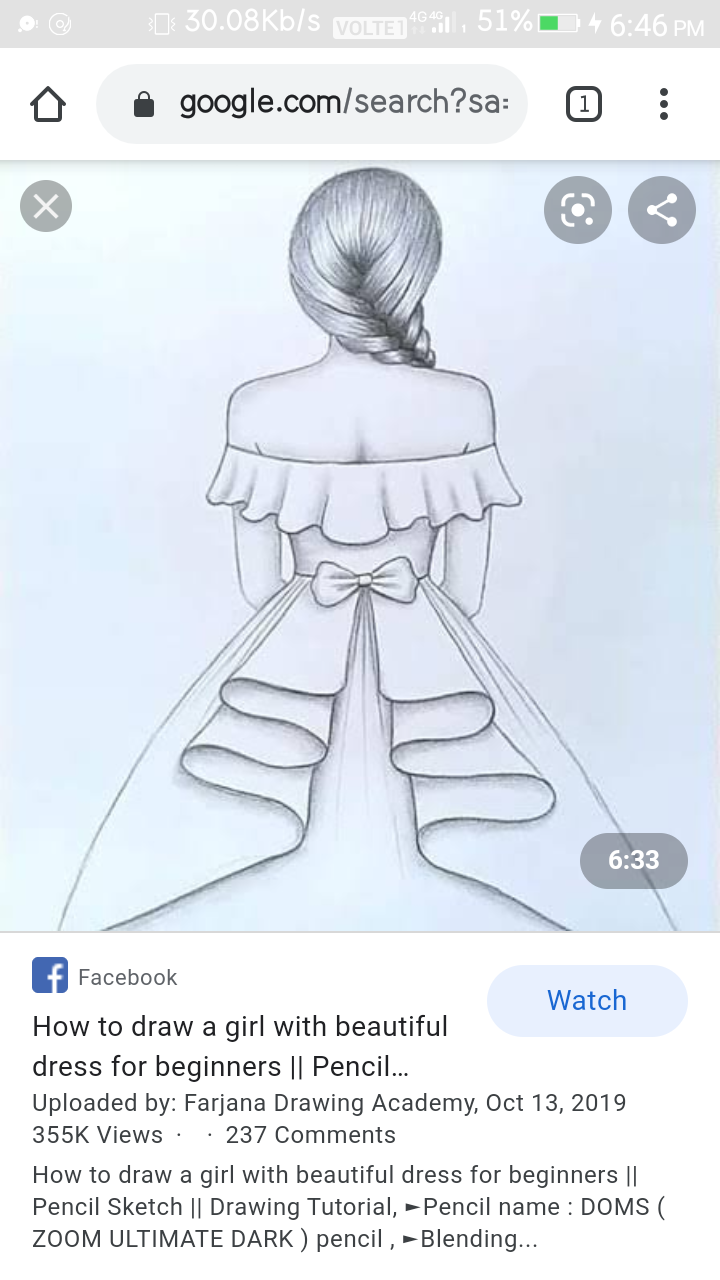 30.08Kb/s VOLTE1 4G 4G 51% 6:46 PM
google.com/search?sa=
1
6:33
Facebook
Watch
How to draw a girl with beautiful
dress for beginners || Pencil...
Uploaded by: Farjana Drawing Academy, Oct 13, 2019
355K Views · · 237 Comments
How to draw a girl with beautiful dress for beginners ||
Pencil Sketch || Drawing Tutorial, ►Pencil name : DOMS (
ZOOM ULTIMATE DARK ) pencil , ►Blending...